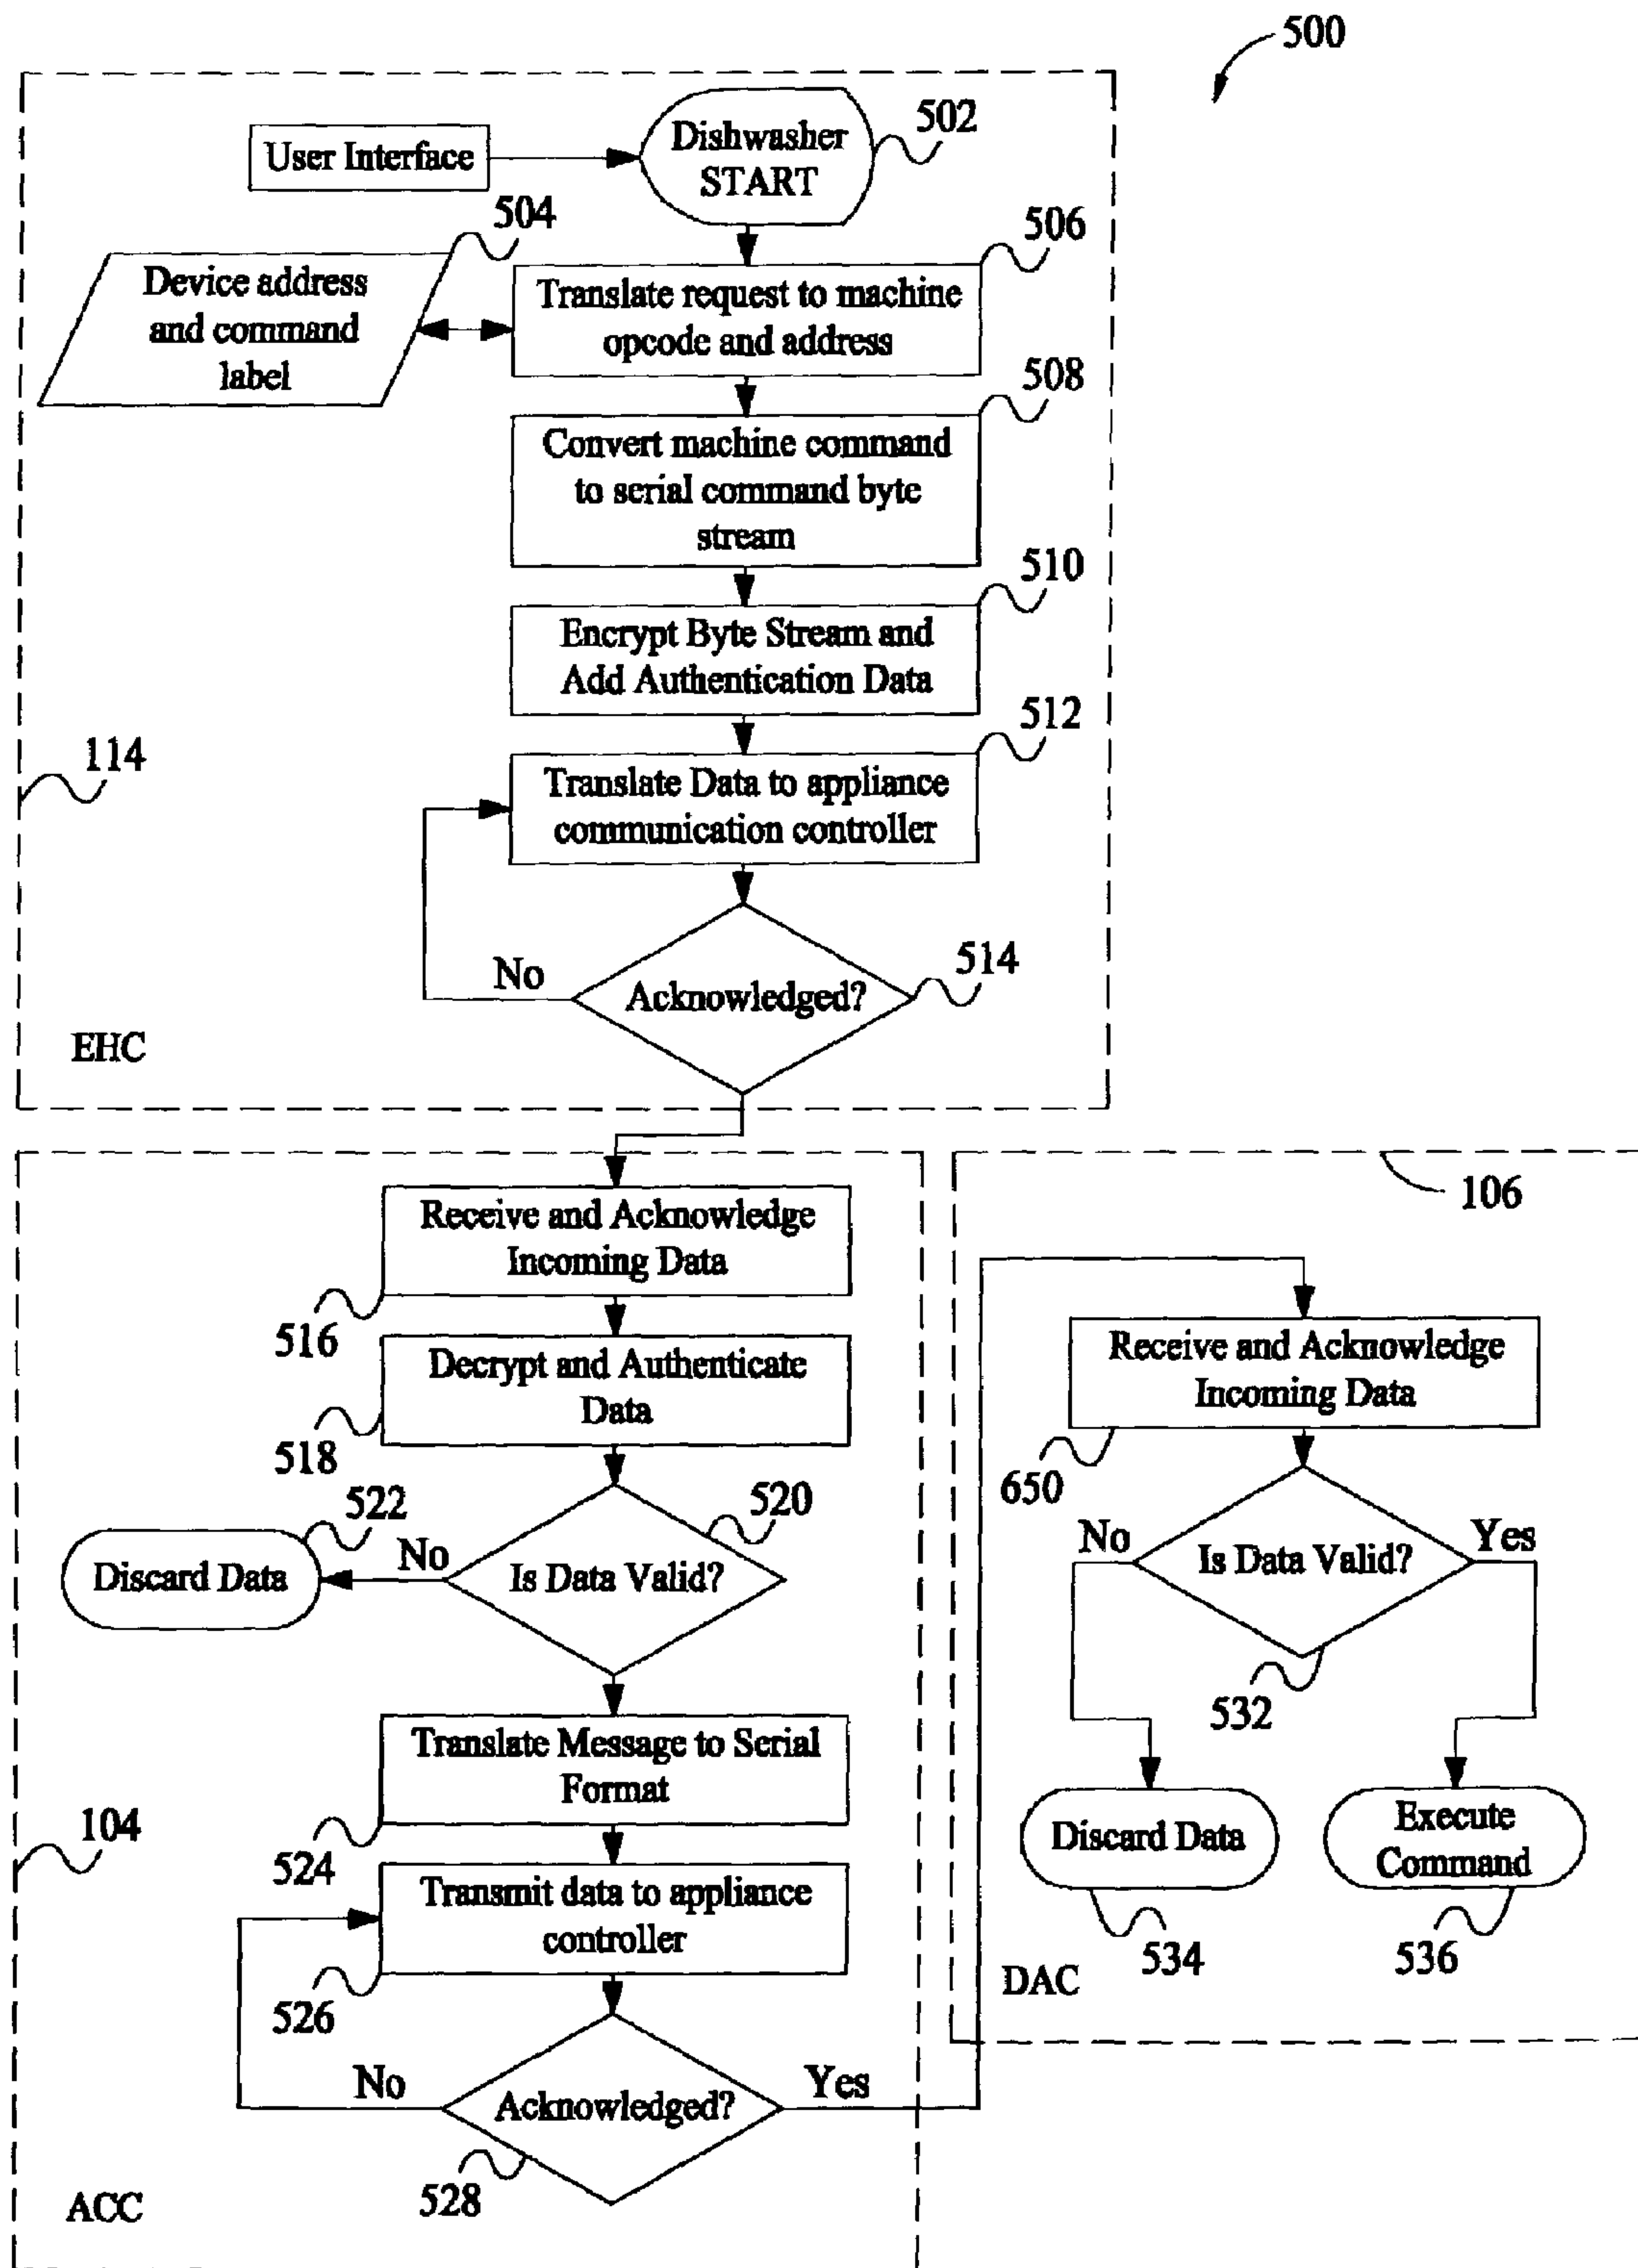 500
User Interface
Dishwasher
START
502
504
Device address
and command
label
506
Translate request to machine
opcode and address
508
Convert machine command
to serial command byte
stream
510
Encrypt Byte Stream and
Add Authentication Data
512
Translate Data to appliance
communication controller
114
No
Acknowledged?
514
EHC
106
Receive and Acknowledge
Incoming Data
516
Decrypt and Authenticate
Data
518
522
520
Discard Data
No
Is Data Valid?
Translate Message to Serial
Format
524
104
Transmit data to appliance
controller
526
No
Acknowledged?
Yes
528
ACC
Receive and Acknowledge
Incoming Data
650
No
Is Data Valid?
Yes
532
Discard Data
Execute
Command
534
536
DAC